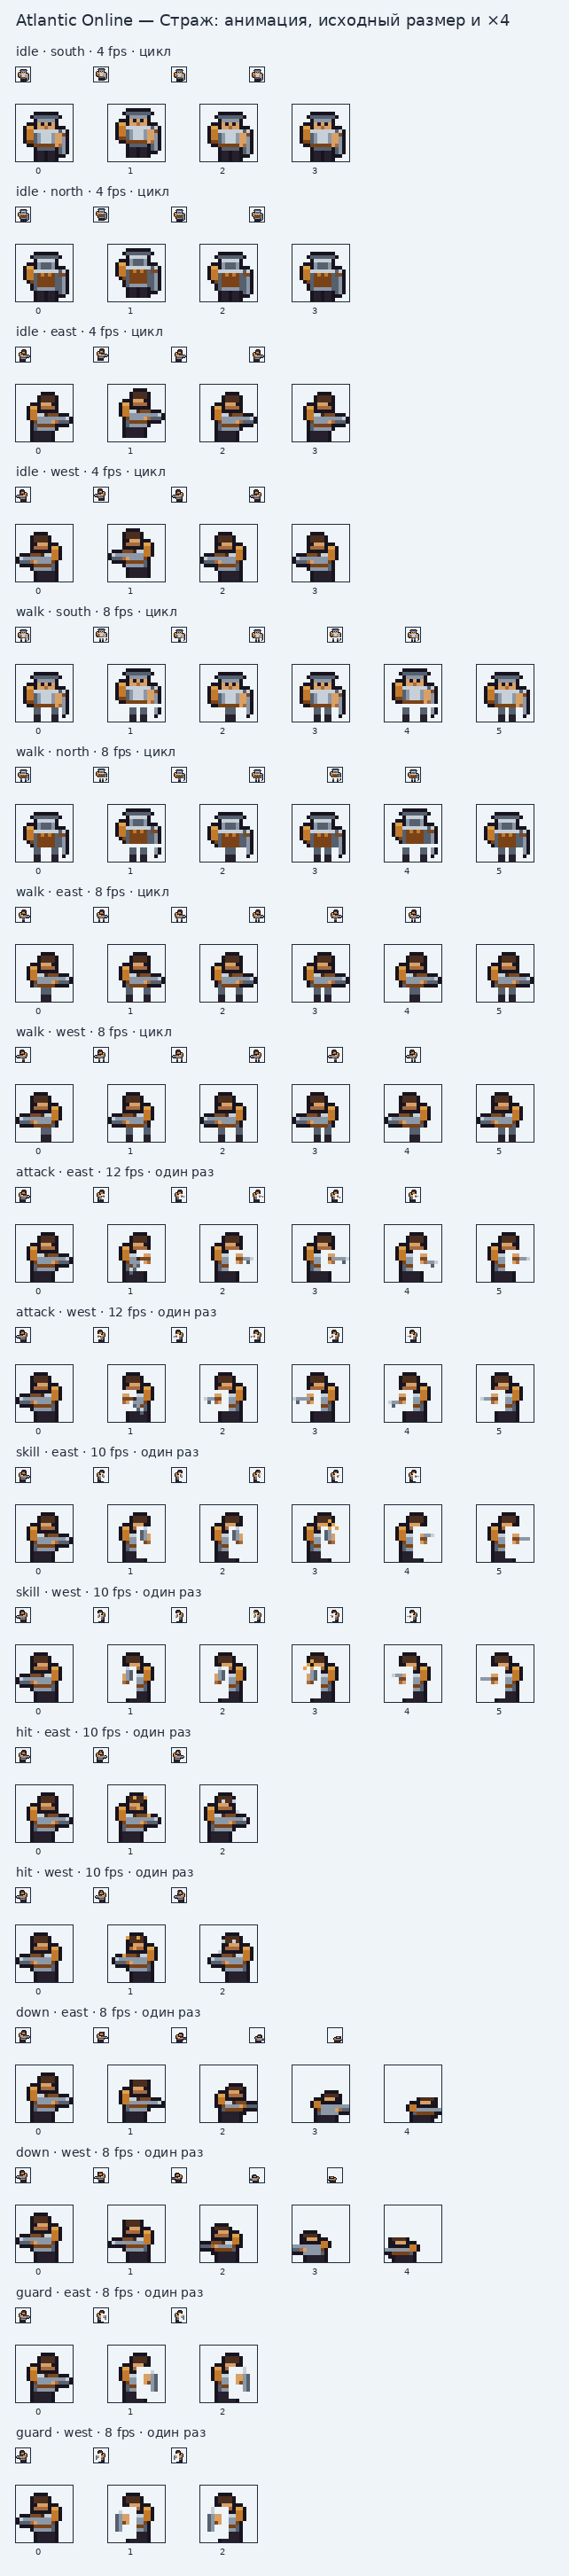 Atlantic Online — Страж: анимация, исходный размер и ×4
idle · south · 4 fps · цикл
0 1 2 3
idle · north · 4 fps · цикл
0 1 2 3
idle · east · 4 fps · цикл
0 1 2 3
idle · west · 4 fps · цикл
0 1 2 3
walk · south · 8 fps · цикл
0 1 2 3 4 5
walk · north · 8 fps · цикл
0 1 2 3 4 5
walk · east · 8 fps · цикл
0 1 2 3 4 5
walk · west · 8 fps · цикл
0 1 2 3 4 5
attack · east · 12 fps · один раз
0 1 2 3 4 5
attack · west · 12 fps · один раз
0 1 2 3 4 5
skill · east · 10 fps · один раз
0 1 2 3 4 5
skill · west · 10 fps · один раз
0 1 2 3 4 5
hit · east · 10 fps · один раз
0 1 2
hit · west · 10 fps · один раз
0 1 2
down · east · 8 fps · один раз
0 1 2 3 4
down · west · 8 fps · один раз
0 1 2 3 4
guard · east · 8 fps · один раз
0 1 2
guard · west · 8 fps · один раз
0 1 2